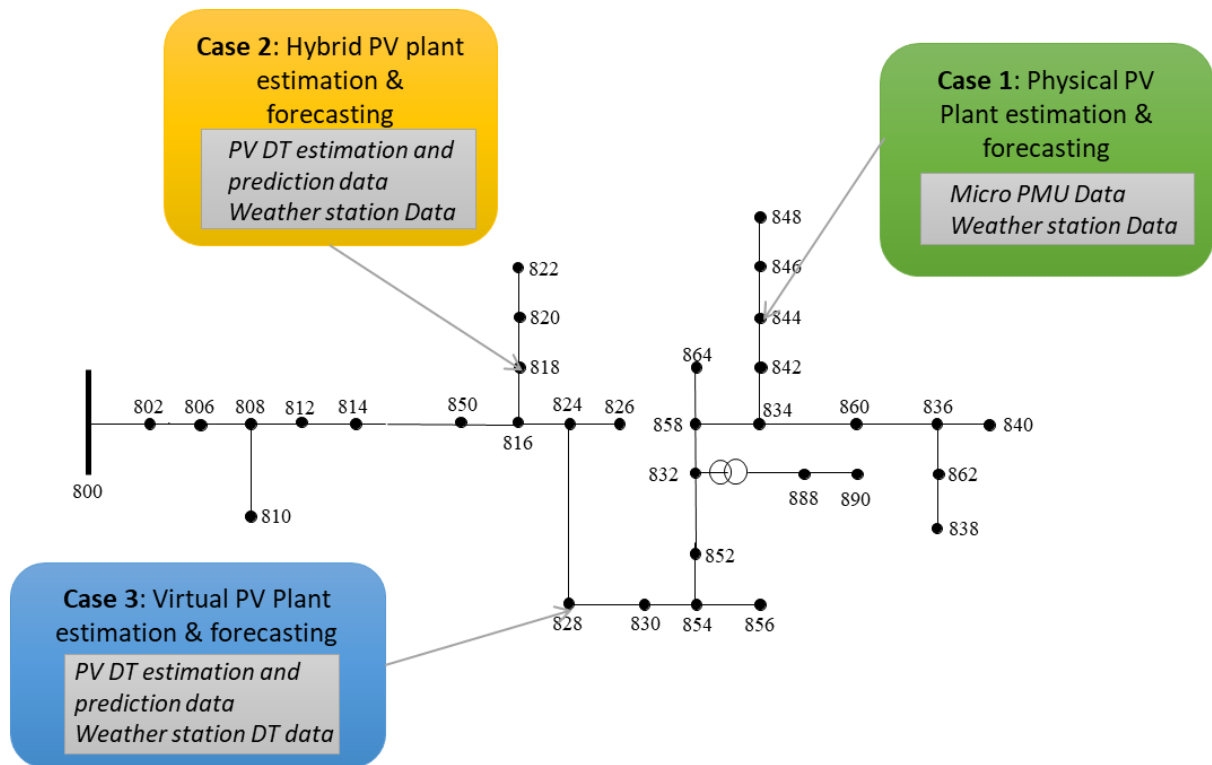 Case 2: Hybrid PV plant
estimation &
forecasting
PV DT estimation and
prediction data
Weather station Data
Case 1: Physical PV
Plant estimation &
forecasting
Micro PMU Data
Weather station Data
848
846
844
842
822
820
818
864
802
806
808
812
814
850
816
824
826
858
834
860
836
840
832
888
890
862
838
800
810
852
828
830
854
856
Case 3: Virtual PV Plant
estimation & forecasting
PV DT estimation and
prediction data
Weather station DT data